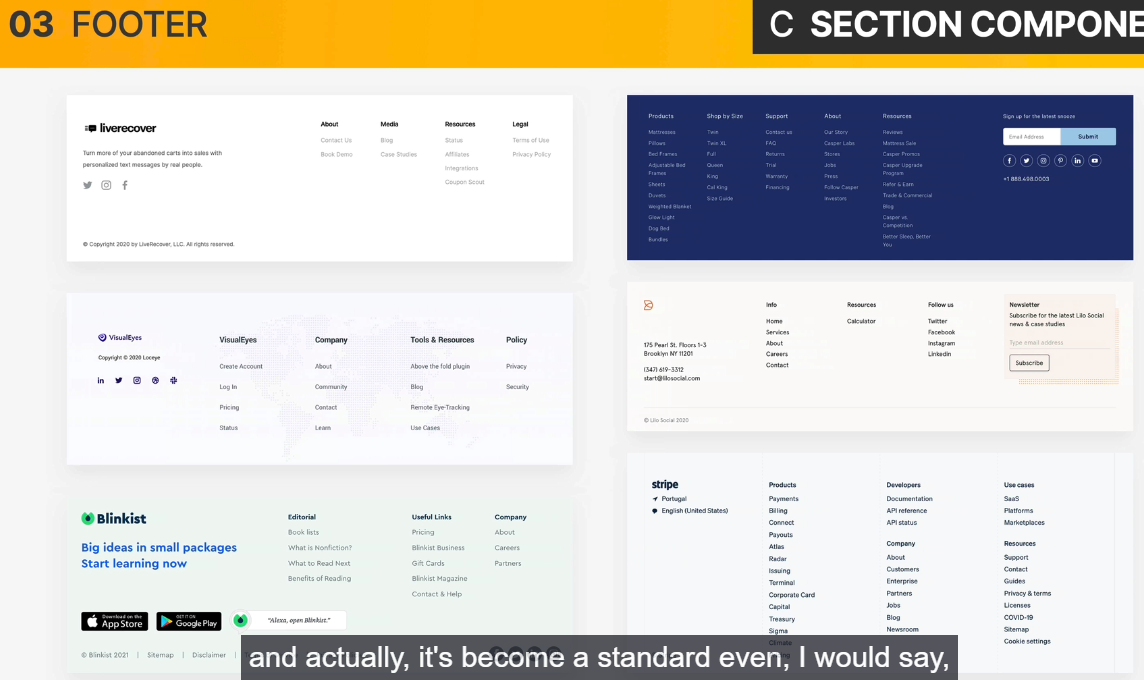 03 FOOTER
C SECTION COMPONE
liverecover
Turn more of your abandoned carts into sales with
personalized text messages by real people.
© Copyright 2020 by LiveRecover, LLC. All rights reserved.
About
Contact Us
Book Demo
Media
Blog
Case Studies
Resources
Status
Affiliates
Integrations
Coupon Scout
Legal
Terms of Use
Privacy Policy
Products
Mattresses
Pillows
Bed Frames
Adjustable Bed
Frames
Sheets
Duvets
Weighted Blanket
Glow Light
Dog Bed
Bundles
Shop by Size
Twin
Twin XL
Full
Queen
King
Cal King
Size Guide
Support
Contact us
FAQ
Returns
Trial
Warranty
Financing
About
Our Story
Casper Labs
Stores
Jobs
Press
Follow Casper
Investors
Resources
Reviews
Mattress Sale
Casper Promos
Casper Upgrade
Program
Refer & Earn
Trade & Commercial
Blog
Casper vs
Competition
Better Sleep, Better
You
Sign up for the latest snooze
Email Address
Submit
+1 888.498.0003
VisualEyes
Copyright © 2020 Loceye
VisualEyes
Create Account
Log In
Pricing
Status
Company
About
Community
Contact
Learn
Tools & Resources
Above the fold plugin
Blog
Remote Eye-Tracking
Use Cases
Policy
Privacy
Security
175 Pearl St. Floors 1-3
Brooklyn NY 11201
(347) 619-3312
start@lilosocial.com
Info
Home
Services
About
Careers
Contact
Resources
Calculator
Follow us
Twitter
Facebook
Instagram
Linkedin
Newsletter
Subscribe for the latest Lilo Social
news & case studies
Type email address
Subscribe
© Lilo Social 2020
Blinkist
Big ideas in small packages
Start learning now
Download on the
App Store
GET IT ON
Google Play
"Alexa, open Blinkist."
© Blinkist 2021 | Sitemap | Disclaimer |
Editorial
Book lists
What is Nonfiction?
What to Read Next
Benefits of Reading
Useful Links
Pricing
Blinkist Business
Gift Cards
Blinkist Magazine
Contact & Help
Company
About
Careers
Partners
stripe
Portugal
English (United States)
Products
Payments
Billing
Connect
Payouts
Atlas
Radar
Issuing
Terminal
Corporate Card
Capital
Treasury
Sigma
Climate
Developers
Documentation
API reference
API status
Company
About
Customers
Enterprise
Partners
Jobs
Blog
Newsroom
Use cases
SaaS
Platforms
Marketplaces
Resources
Support
Contact
Guides
Privacy & terms
Licenses
COVID-19
Sitemap
Cookie settings
and actually, it's become a standard even, I would say,